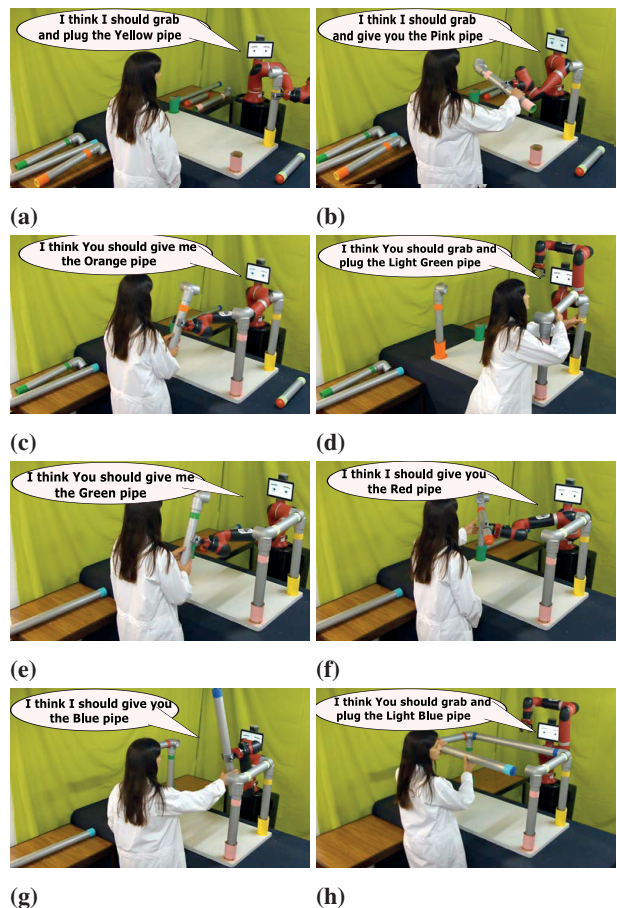 I think I should grab
and plug the Yellow pipe
I think I should grab
and give you the Pink pipe
(a)
(b)
I think You should give me
the Orange pipe
I think You should grab and
plug the Light Green pipe
(c)
(d)
I think You should give me
the Green pipe
I think I should give you
the Red pipe
(e)
(f)
I think I should give you
the Blue pipe
I think You should grab and
plug the Light Blue pipe
(g)
(h)